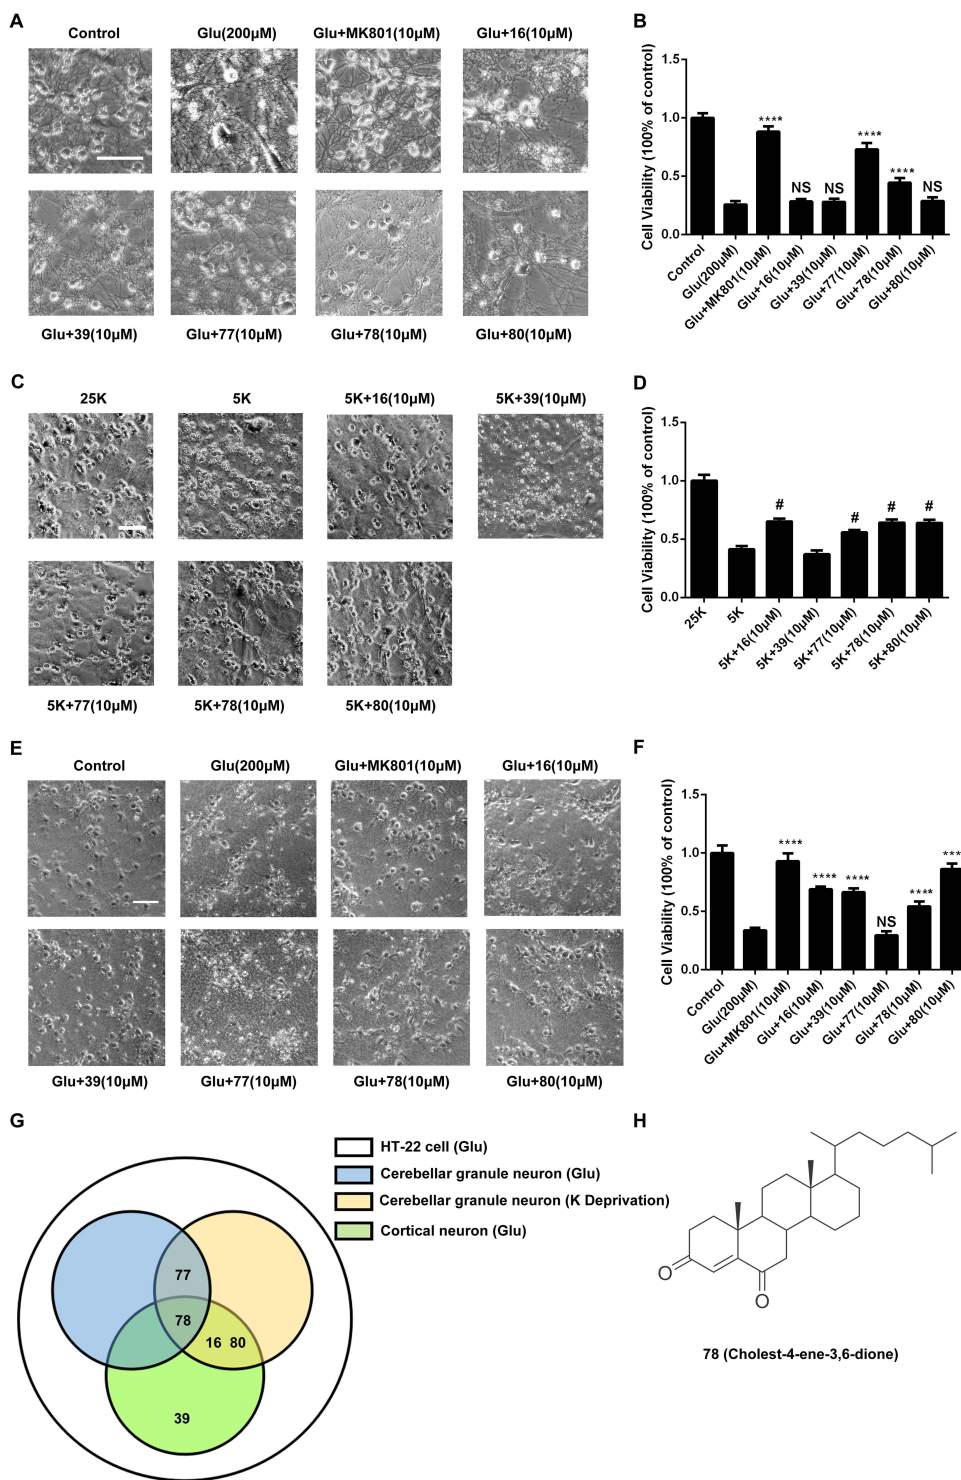 A
Control
Glu(200μM)
Glu+MK801(10μM)
Glu+16(10μM)
Glu+39(10μM)
Glu+77(10μM)
Glu+78(10μM)
Glu+80(10μM)
B
Cell Viability (100% of control)
1.5
1.0
0.5
0.0
****
NS
NS
****
****
NS
Control
Glu(200μM)
Glu+MK801(10μM)
Glu+16(10μM)
Glu+39(10μM)
Glu+77(10μM)
Glu+78(10μM)
Glu+80(10μM)
C
25K
5K
5K+16(10μM)
5K+39(10μM)
5K+77(10μM)
5K+78(10μM)
5K+80(10μM)
D
Cell Viability (100% of control)
1.5
1.0
0.5
0.0
#
#
#
#
25K
5K
5K+16(10μM)
5K+39(10μM)
5K+77(10μM)
5K+78(10μM)
5K+80(10μM)
E
Control
Glu(200μM)
Glu+MK801(10μM)
Glu+16(10μM)
Glu+39(10μM)
Glu+77(10μM)
Glu+78(10μM)
Glu+80(10μM)
F
Cell Viability (100% of control)
1.5
1.0
0.5
0.0
****
****
****
NS
****
***
Control
Glu(200μM)
Glu+MK801(10μM)
Glu+16(10μM)
Glu+39(10μM)
Glu+77(10μM)
Glu+78(10μM)
Glu+80(10μM)
G
HT-22 cell (Glu)
Cerebellar granule neuron (Glu)
Cerebellar granule neuron (K Deprivation)
Cortical neuron (Glu)
77
78
16 80
39
H
O
O
78 (Cholest-4-ene-3,6-dione)